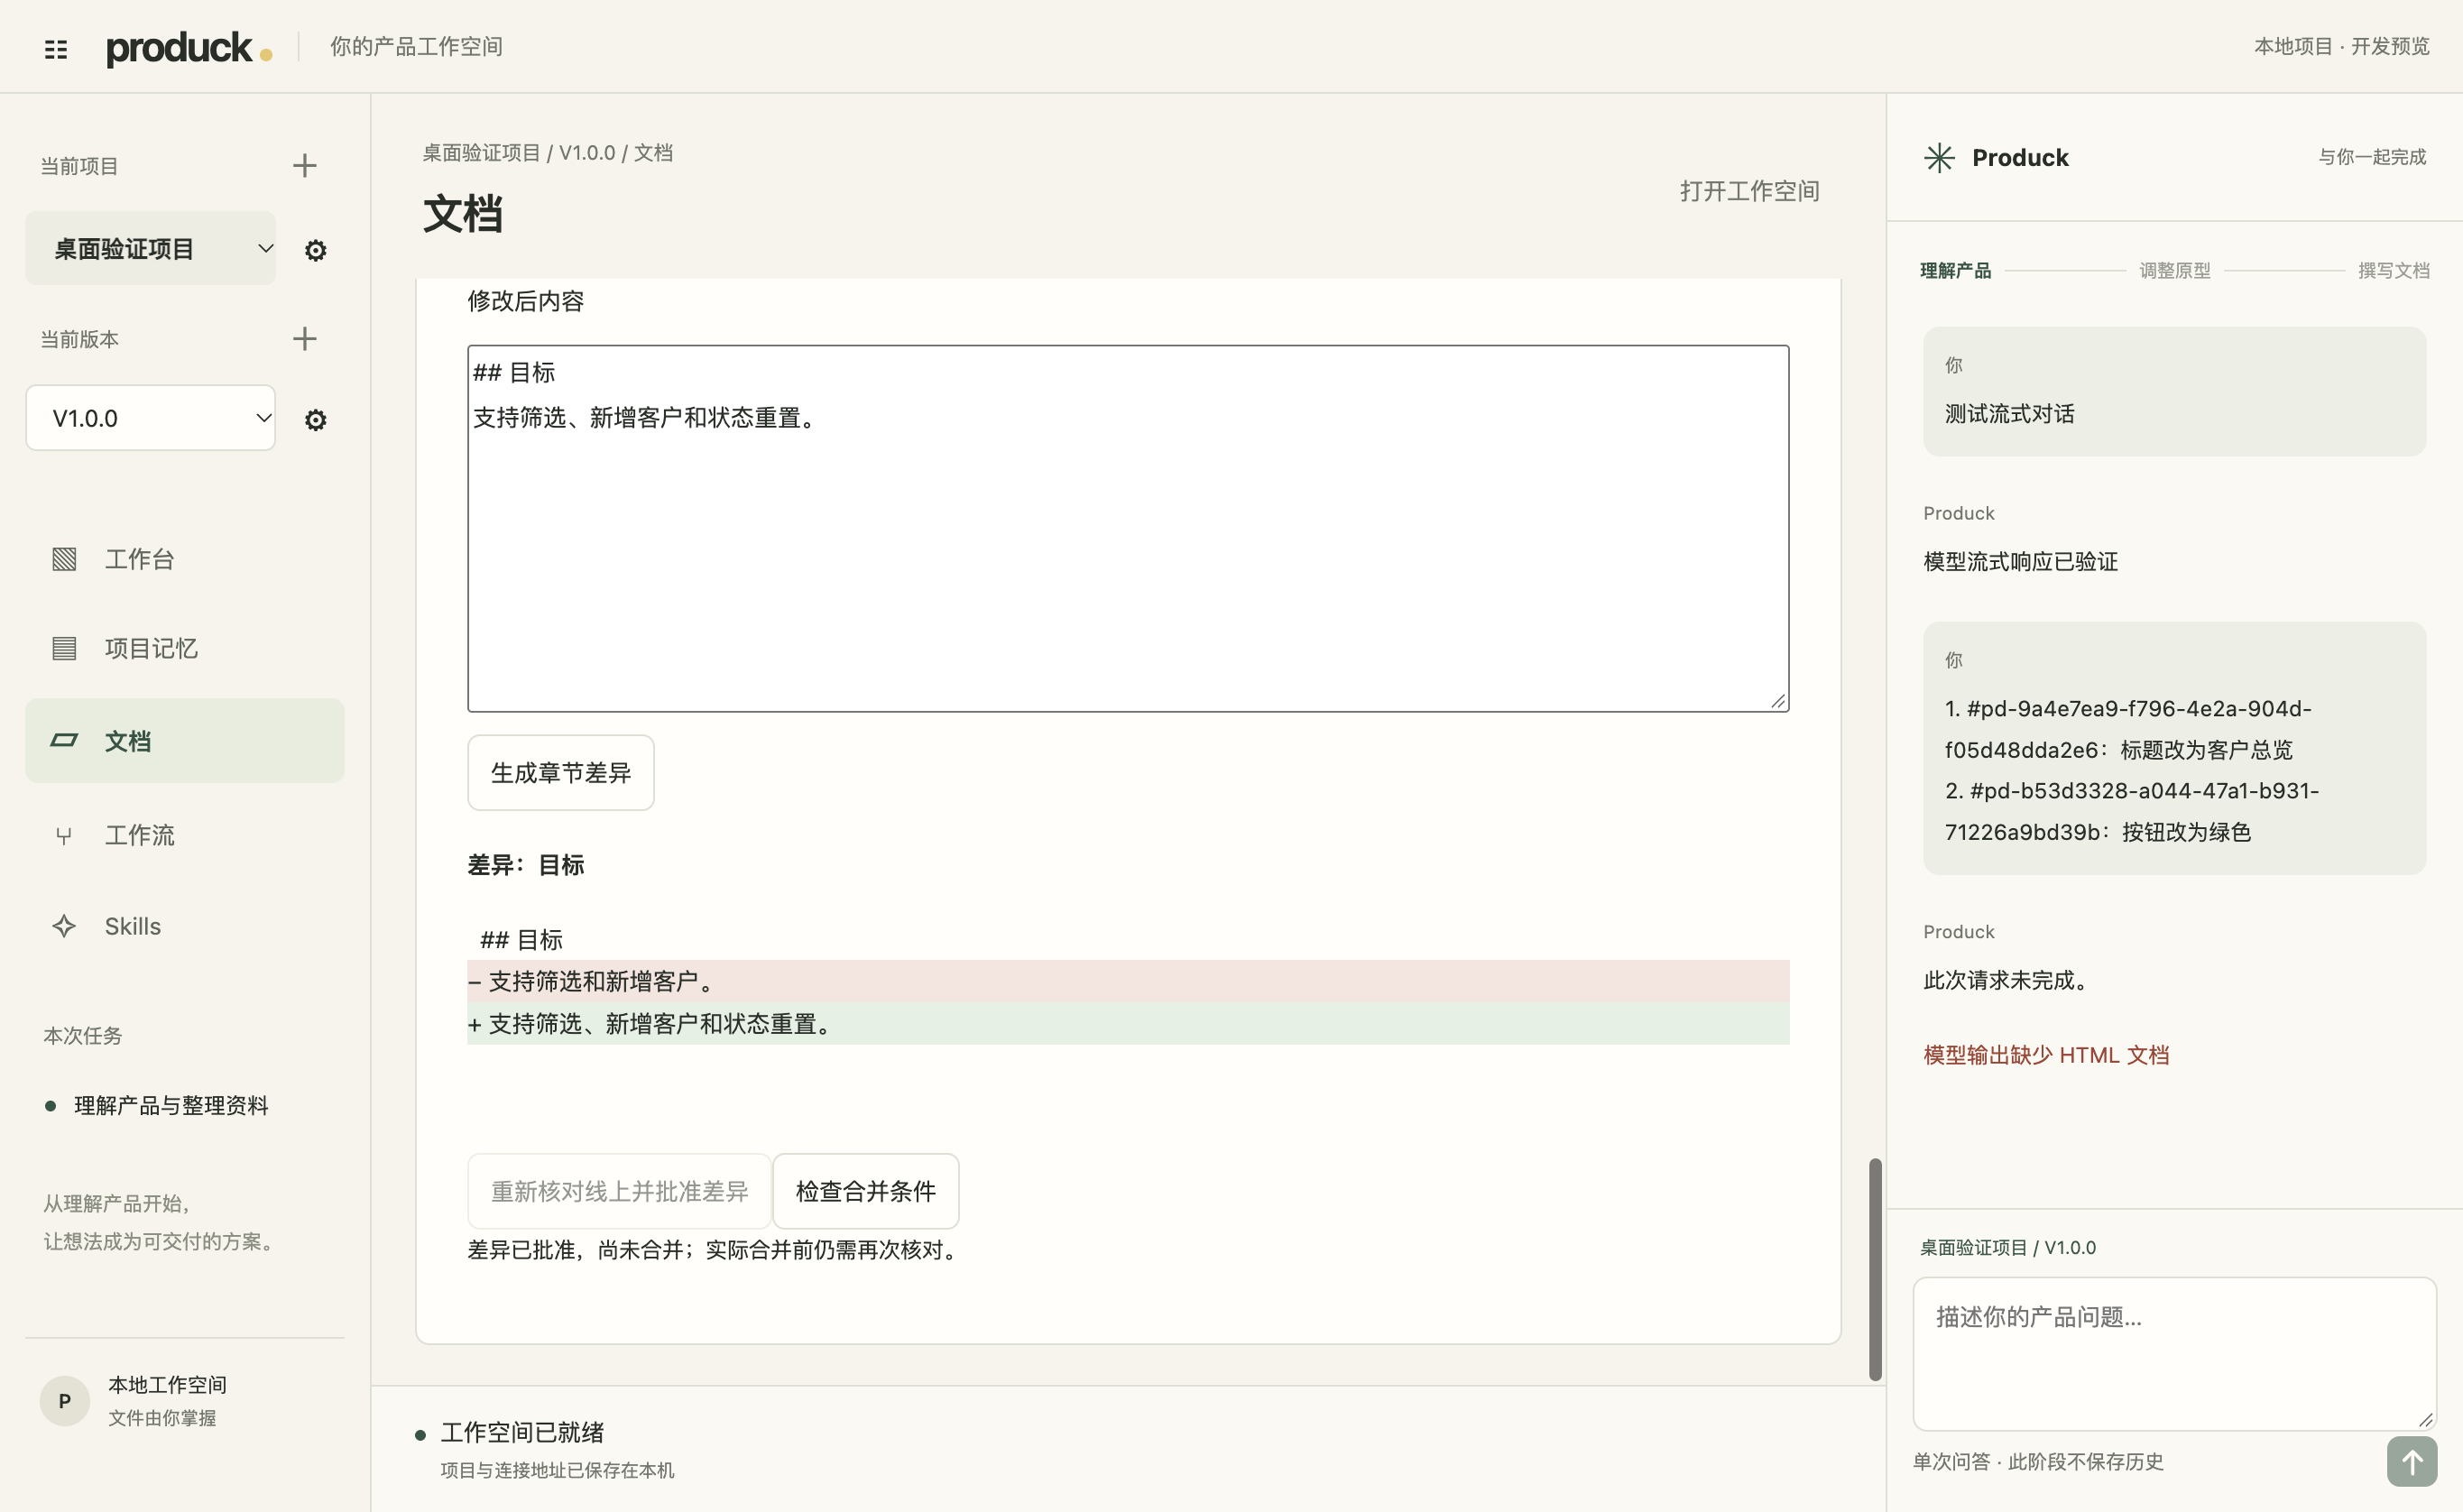 produck
你的产品工作空间
本地项目 · 开发预览
当前项目
桌面验证项目
当前版本
V1.0.0
工作台
项目记忆
文档
工作流
Skills
本次任务
理解产品与整理资料
从理解产品开始，
让想法成为可交付的方案。
P
本地工作空间
文件由你掌握
桌面验证项目 / V1.0.0 / 文档
文档
打开工作空间
修改后内容
## 目标
支持筛选、新增客户和状态重置。
生成章节差异
差异：目标
## 目标
− 支持筛选和新增客户。
+ 支持筛选、新增客户和状态重置。
重新核对线上并批准差异
检查合并条件
差异已批准，尚未合并；实际合并前仍需再次核对。
工作空间已就绪
项目与连接地址已保存在本机
Produck
与你一起完成
理解产品
调整原型
撰写文档
你
测试流式对话
Produck
模型流式响应已验证
你
1. #pd-9a4e7ea9-f796-4e2a-904d-
f05d48dda2e6：标题改为客户总览
2. #pd-b53d3328-a044-47a1-b931-
71226a9bd39b：按钮改为绿色
Produck
此次请求未完成。
模型输出缺少 HTML 文档
桌面验证项目 / V1.0.0
描述你的产品问题...
单次问答 · 此阶段不保存历史